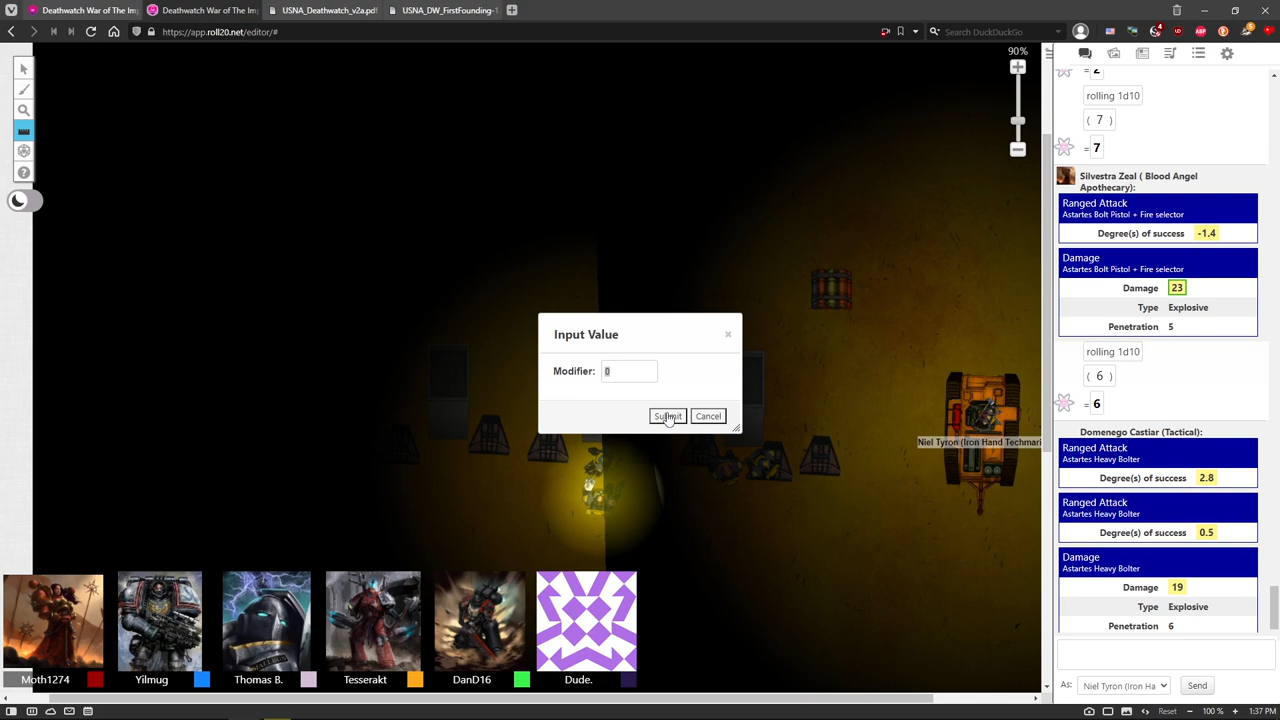 Deathwatch War of The Im
Deathwatch War of The Im
USNA_Deathwatch_v2a.pdf
USNA_DW_FirstFounding-1
https://app.roll20.net/editor/#
Search DuckDuckGo
90%
= 2
rolling 1d10
( 7 )
= 7
Silvestra Zeal ( Blood Angel
Apothecary):
Ranged Attack
Astartes Bolt Pistol + Fire selector
Degree(s) of success -1.4
Damage
Astartes Bolt Pistol + Fire selector
Damage 23
Type Explosive
Penetration 5
rolling 1d10
( 6 )
= 6
Domenego Castiar (Tactical):
Ranged Attack
Astartes Heavy Bolter
Degree(s) of success 2.8
Ranged Attack
Astartes Heavy Bolter
Degree(s) of success 0.5
Damage
Astartes Heavy Bolter
Damage 19
Type Explosive
Penetration 6
Input Value
Modifier: 0
Submit Cancel
Niel Tyron (Iron Hand Techmari
Moth1274
Yilmug
Thomas B.
Tesserakt
DanD16
Dude.
As: Niel Tyron (Iron Ha Send
Reset 100 % 1:37 PM